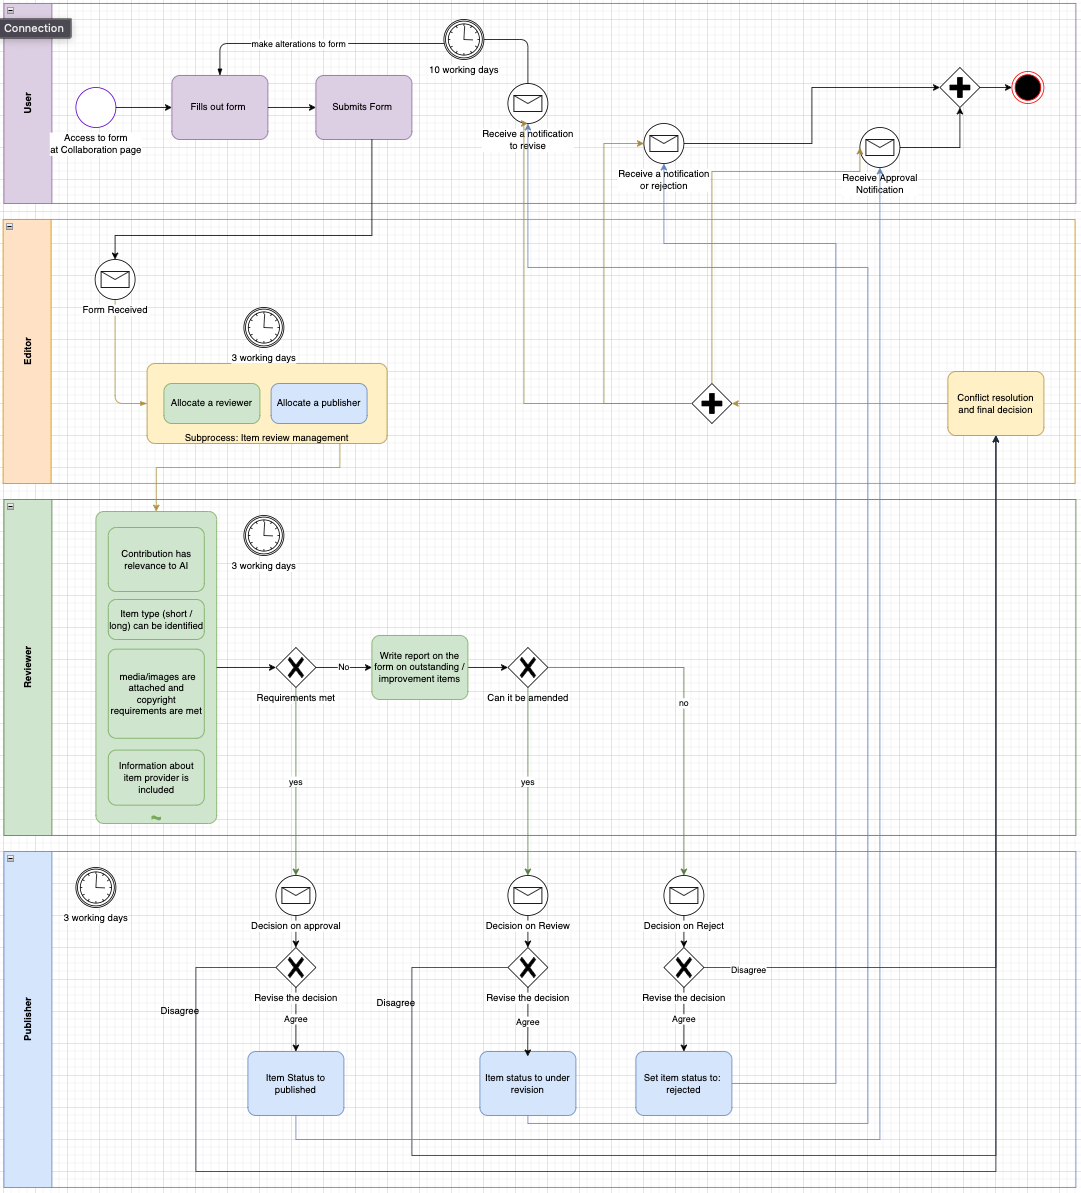 Connection
User
make alterations to form
10 working days
Fills out form
Submits Form
Access to form
at Collaboration page
Receive a notification
to revise
Receive a notification
or rejection
Receive Approval
Notification
Editor
Form Received
3 working days
Allocate a reviewer
Allocate a publisher
Subprocess: Item review management
Conflict resolution
and final decision
Reviewer
Contribution has
relevance to AI
3 working days
Item type (short /
long) can be identified
media/images are
attached and
copyright
requirements are met
Information about
item provider is
included
Requirements met
No
Write report on the
form on outstanding /
improvement items
Can it be amended
no
yes
yes
Publisher
3 working days
Decision on approval
Decision on Review
Decision on Reject
Disagree
Revise the decision
Revise the decision
Revise the decision
Disagree
Disagree
Agree
Agree
Agree
Item Status to
published
Item status to under
revision
Set item status to:
rejected